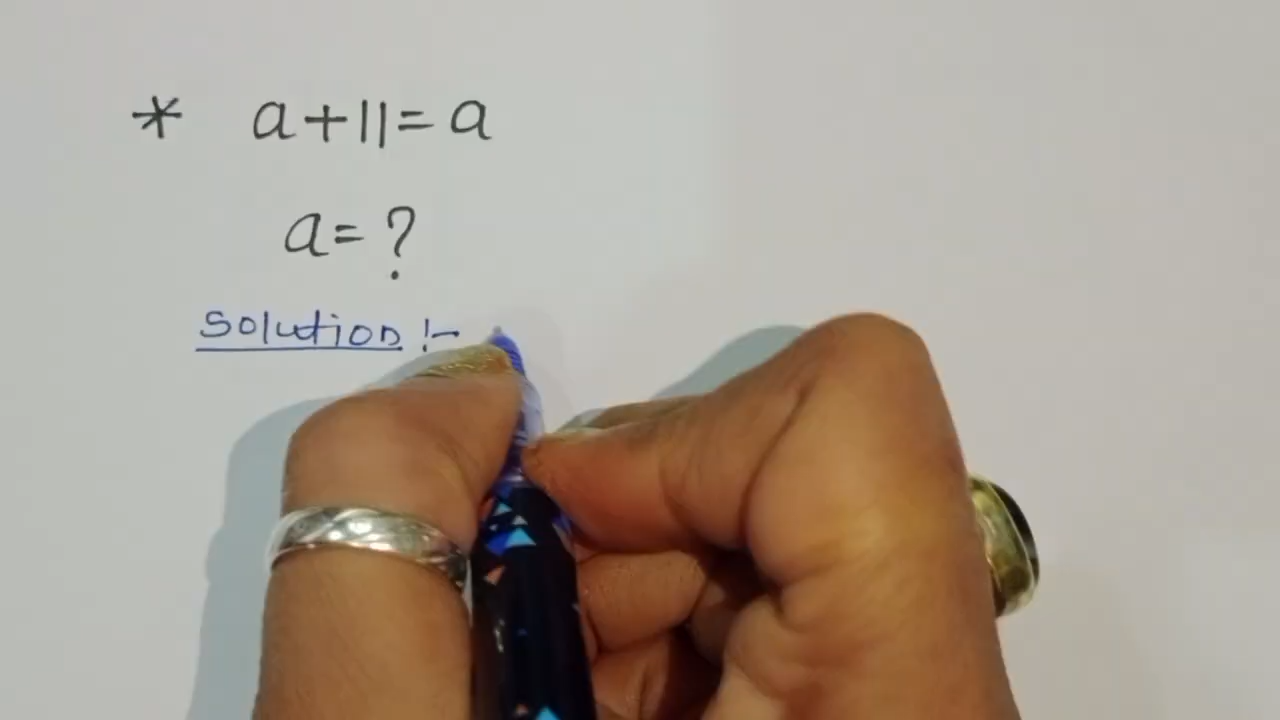 * a+11=a
a=?
Solution :-